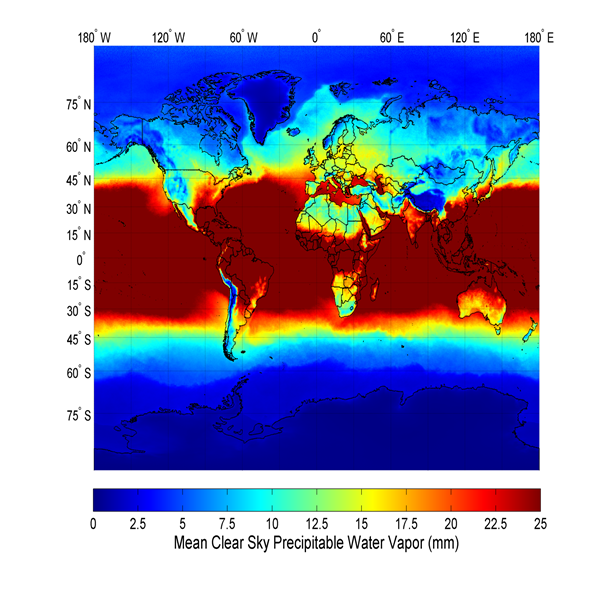 180° W 120° W 60° W 0° 60° E 120° E 180° E
75° N
60° N
45° N
30° N
15° N
0°
15° S
30° S
45° S
60° S
75° S
0 2.5 5 7.5 10 12.5 15 17.5 20 22.5 25
Mean Clear Sky Precipitable Water Vapor (mm)